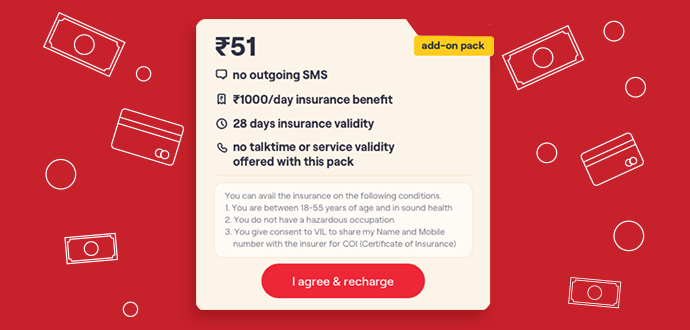 ₹51
add-on pack
no outgoing SMS
₹1000/day insurance benefit
28 days insurance validity
no talktime or service validity
offered with this pack
You can avail the insurance on the following conditions.
1. You are between 18-55 years of age and in sound health
2. You do not have a hazardous occupation
3. You give consent to VIL to share my Name and Mobile
number with the insurer for COI (Certificate of Insurance)
I agree & recharge